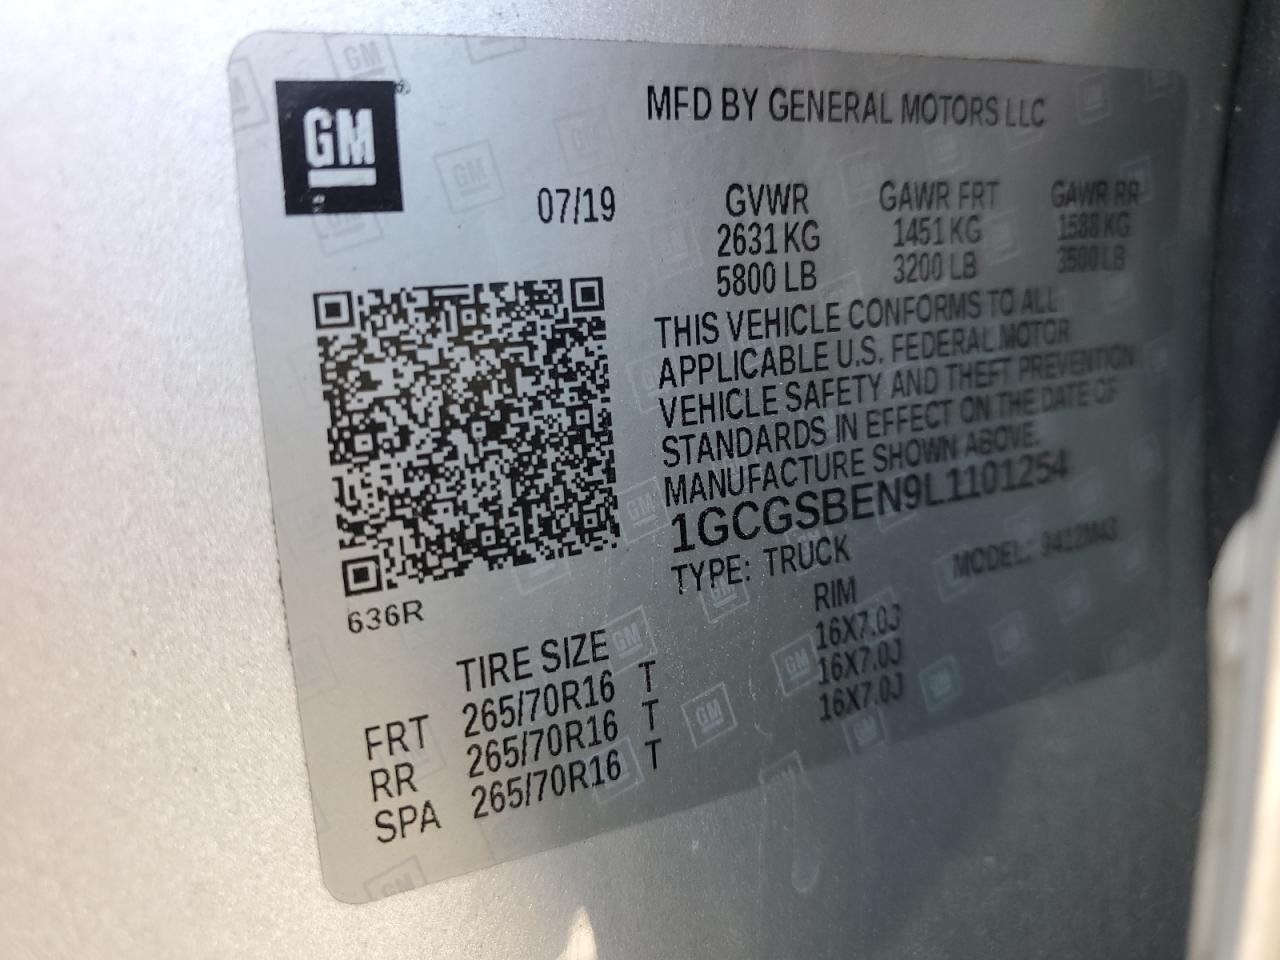 GM
MFD BY GENERAL MOTORS LLC
07/19 GVWR GAWR FRT GAWR RR
2631 KG 1451 KG 1588 KG
5800 LB 3200 LB 3500 LB
THIS VEHICLE CONFORMS TO ALL
APPLICABLE U.S. FEDERAL MOTOR
VEHICLE SAFETY AND THEFT PREVENTION
STANDARDS IN EFFECT ON THE DATE OF
MANUFACTURE SHOWN ABOVE.
1GCGSBEN9L1101254
TYPE: TRUCK MODEL:
636R
TIRE SIZE RIM
FRT 265/70R16 T 16X7.0J
RR 265/70R16 T 16X7.0J
SPA 265/70R16 T 16X7.0J